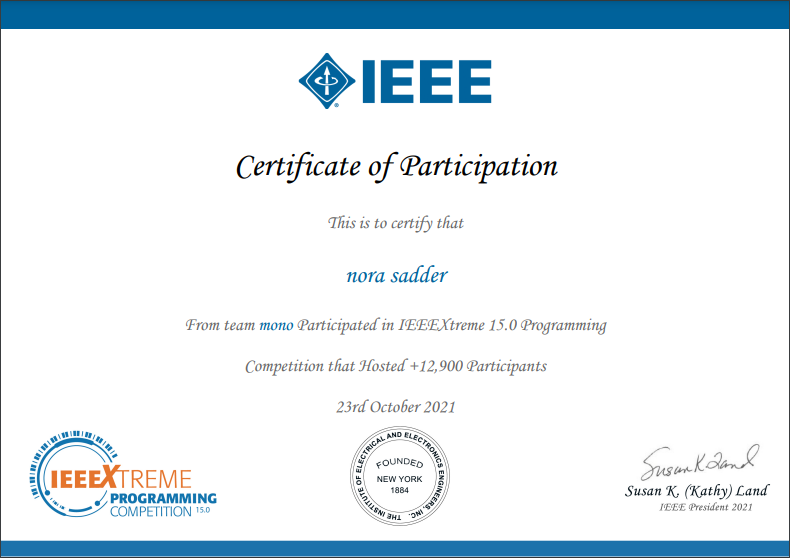 IEEE
Certificate of Participation
This is to certify that
nora sadder
From team mono Participated in IEEEXtreme 15.0 Programming
Competition that Hosted +12,900 Participants
23rd October 2021
IEEEXTREME
PROGRAMMING
COMPETITION 15.0
THE INSTITUTE OF ELECTRICAL AND ELECTRONICS ENGINEERS, INC.
FOUNDED
NEW YORK
1884
Susan K Land
Susan K. (Kathy) Land
IEEE President 2021